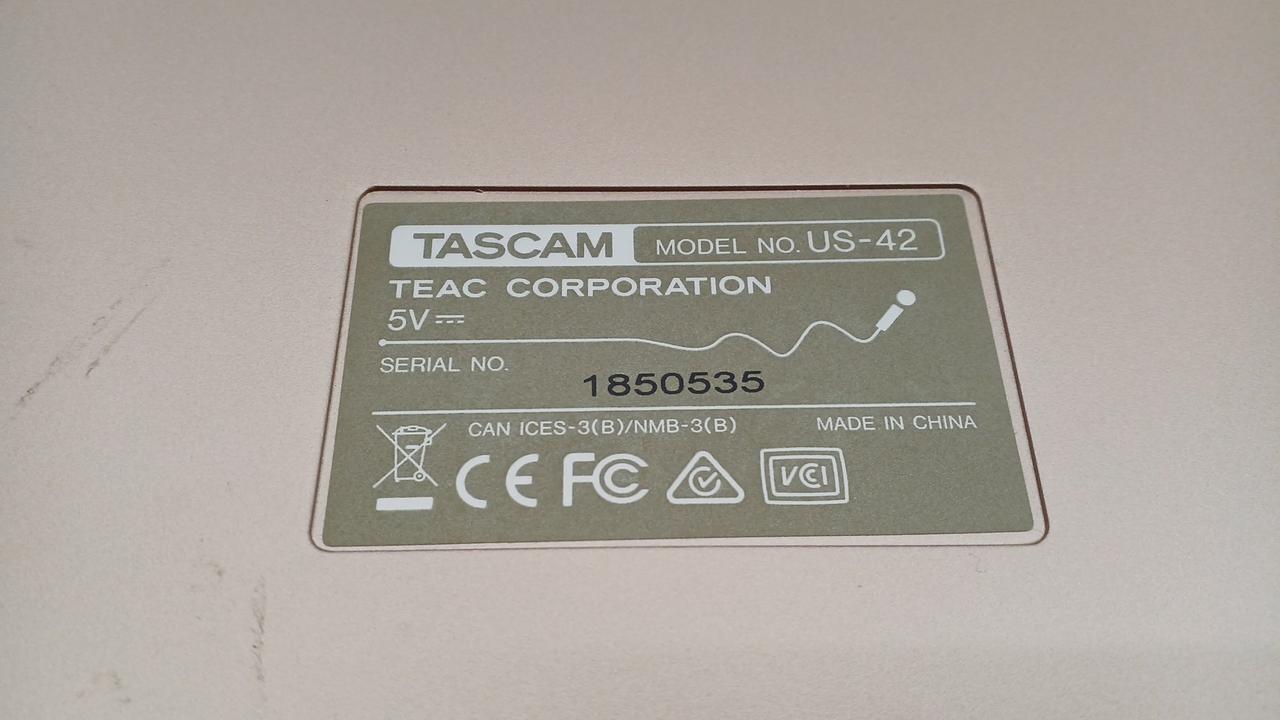 TASCAM MODEL NO. US-42
TEAC CORPORATION
5V
SERIAL NO.
1850535
CAN ICES-3(B)/NMB-3(B) MADE IN CHINA
CE FC VCCI